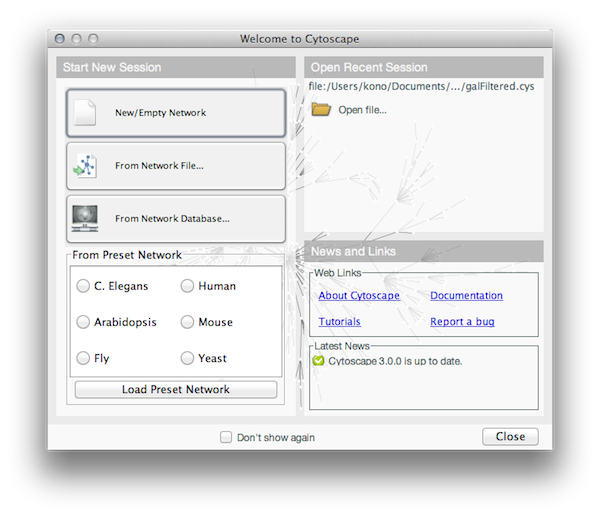 Welcome to Cytoscape
Start New Session
New/Empty Network
From Network File...
From Network Database...
From Preset Network
C. Elegans
Human
Arabidopsis
Mouse
Fly
Yeast
Load Preset Network
Open Recent Session
file:/Users/kono/Documents/.../galFiltered.cys
Open file...
News and Links
Web Links
About Cytoscape
Documentation
Tutorials
Report a bug
Latest News
Cytoscape 3.0.0 is up to date.
Don't show again
Close